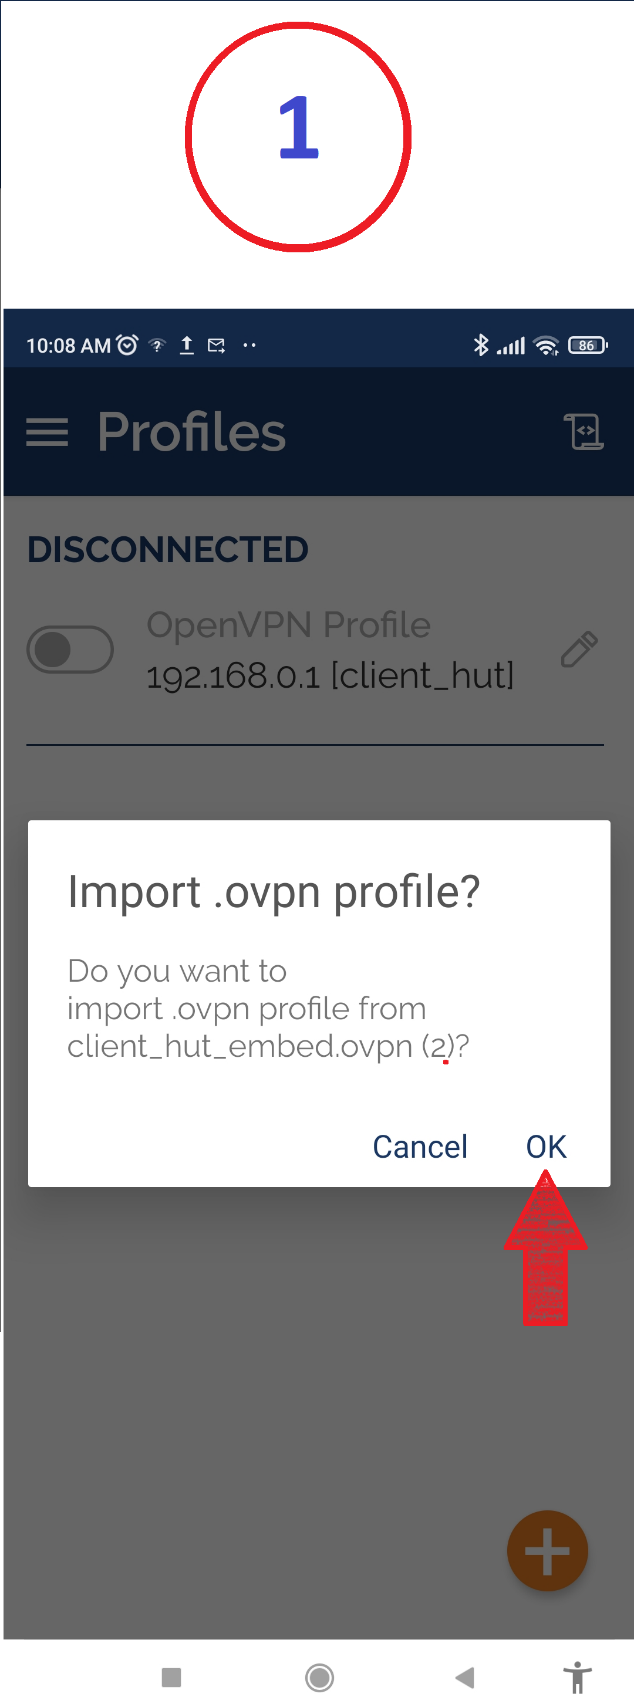 1
10:08 AM
86
Profiles
DISCONNECTED
OpenVPN Profile
192.168.0.1 [client_hut]
Import .ovpn profile?
Do you want to
import .ovpn profile from
client_hut_embed.ovpn (2)?
Cancel OK